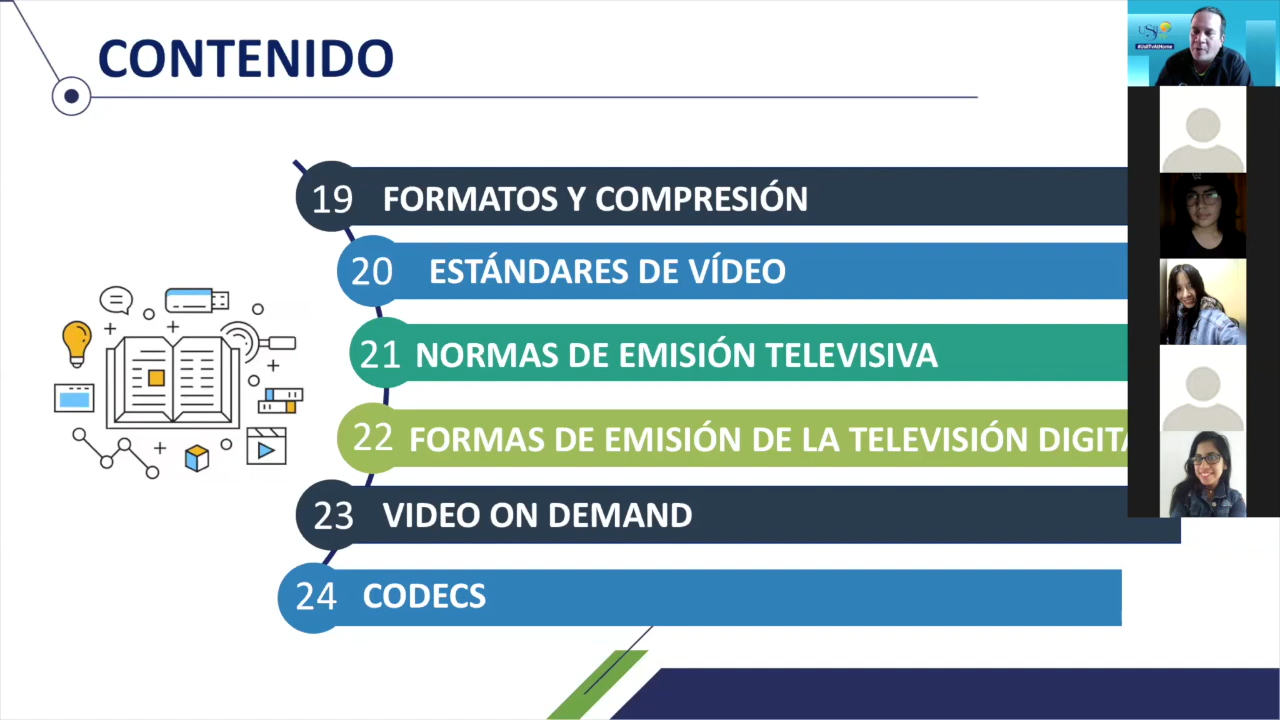 CONTENIDO
19 FORMATOS Y COMPRESIÓN
20 ESTÁNDARES DE VÍDEO
21 NORMAS DE EMISIÓN TELEVISIVA
22 FORMAS DE EMISIÓN DE LA TELEVISIÓN DIGITA
23 VIDEO ON DEMAND
24 CODECS
#UsilTvAtHome